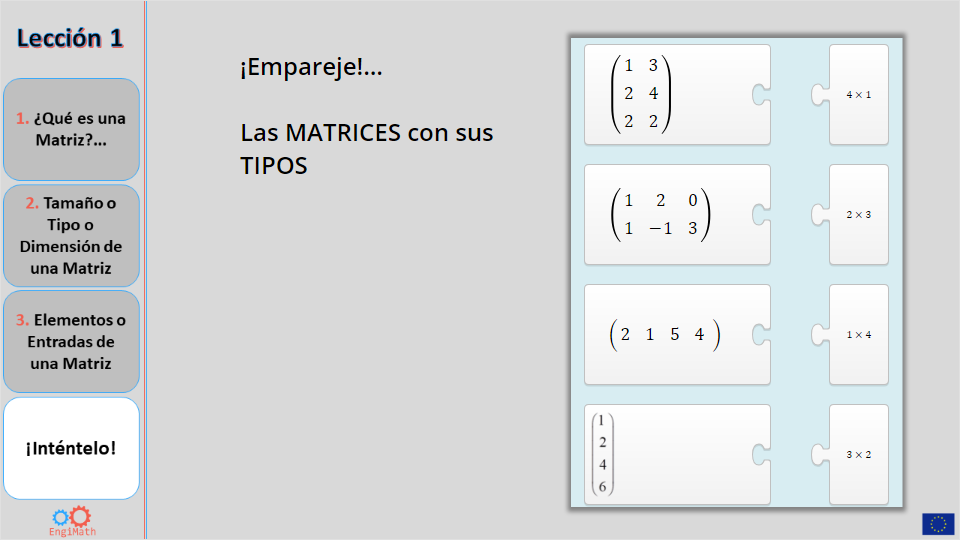 Lección 1
1. ¿Qué es una
Matriz?...
2. Tamaño o
Tipo o
Dimensión de
una Matriz
3. Elementos o
Entradas de
una Matriz
¡Inténtelo!
EngiMath
¡Empareje!...
Las MATRICES con sus
TIPOS
1 3
2 4
2 2
4 × 1
1 2 0
1 −1 3
2 × 3
(2 1 5 4)
1 × 4
1
2
4
6
3 × 2